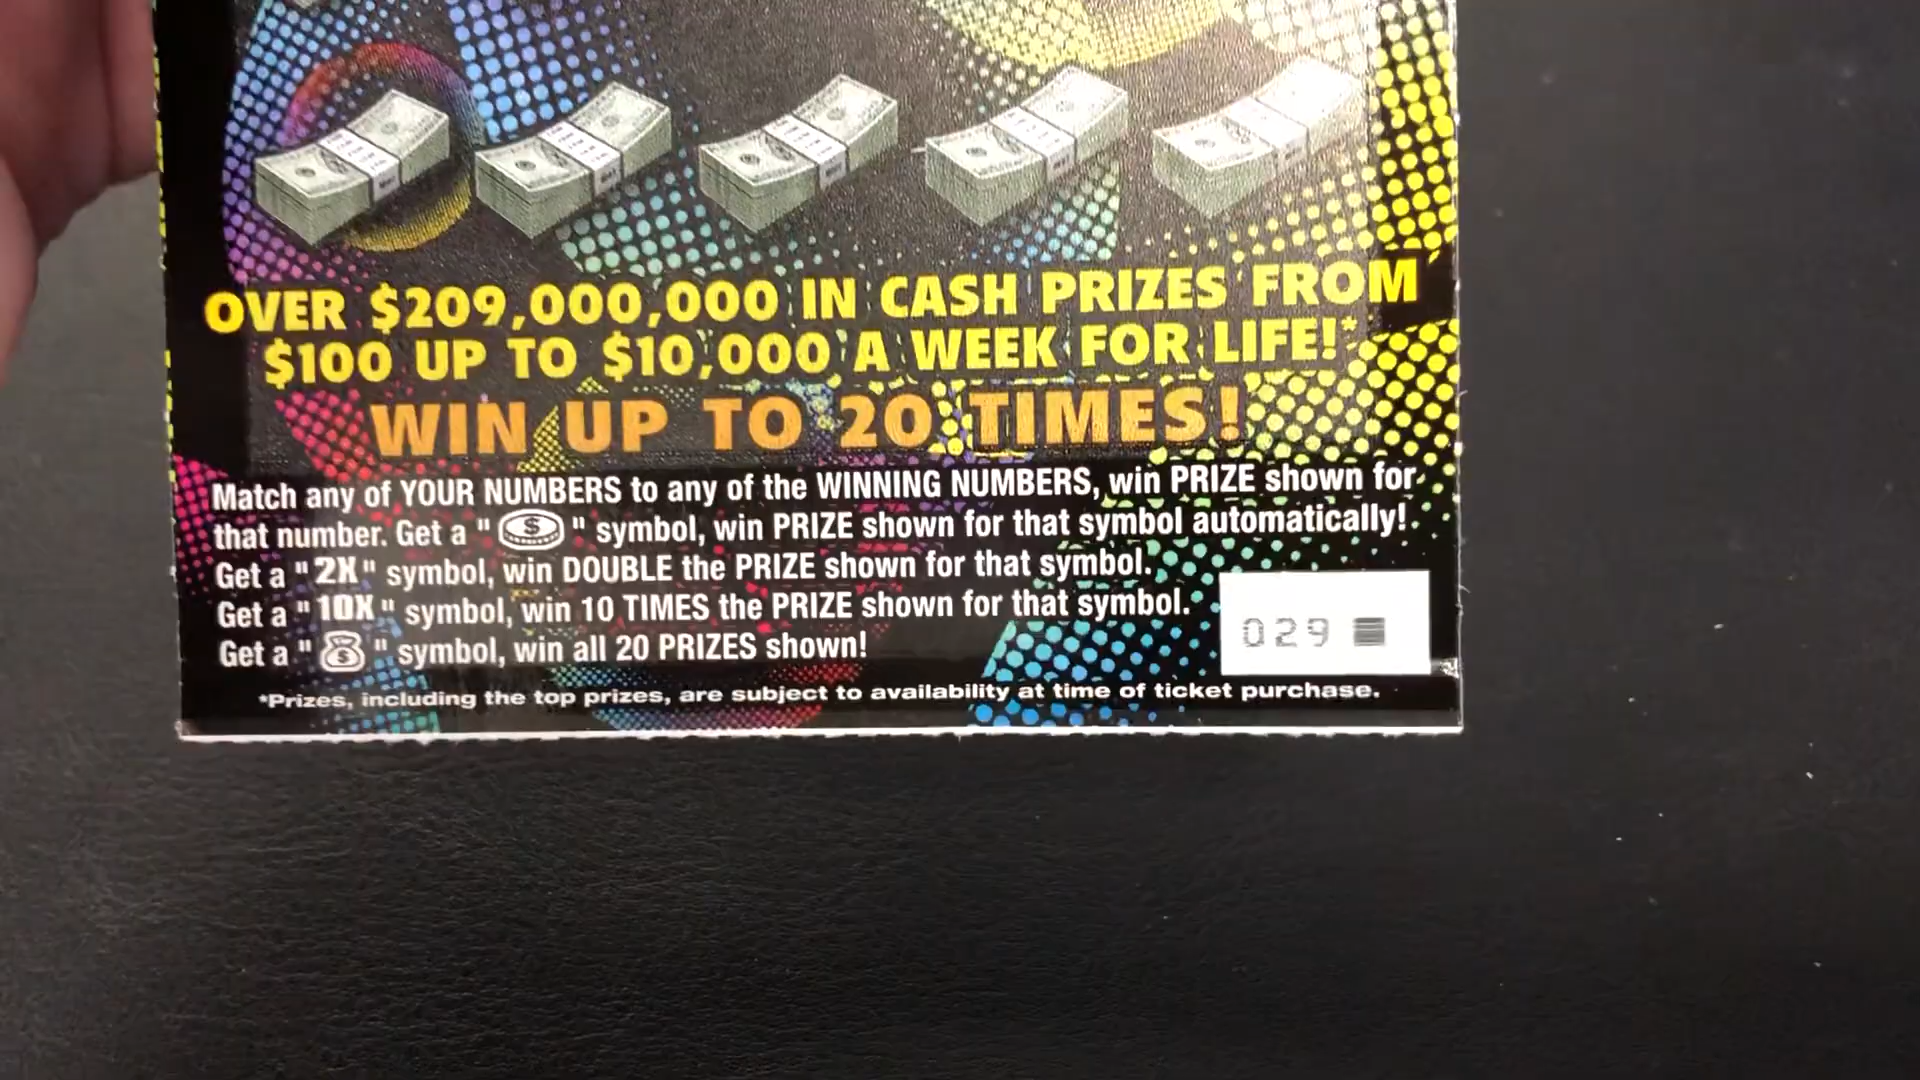 OVER $209,000,000 IN CASH PRIZES FROM
$100 UP TO $10,000 A WEEK FOR LIFE!*
WIN UP TO 20 TIMES!
Match any of YOUR NUMBERS to any of the WINNING NUMBERS, win PRIZE shown for
that number. Get a "$" symbol, win PRIZE shown for that symbol automatically!
Get a "2X" symbol, win DOUBLE the PRIZE shown for that symbol.
Get a "10X" symbol, win 10 TIMES the PRIZE shown for that symbol.
Get a "$" symbol, win all 20 PRIZES shown!
029
*Prizes, including the top prizes, are subject to availability at time of ticket purchase.